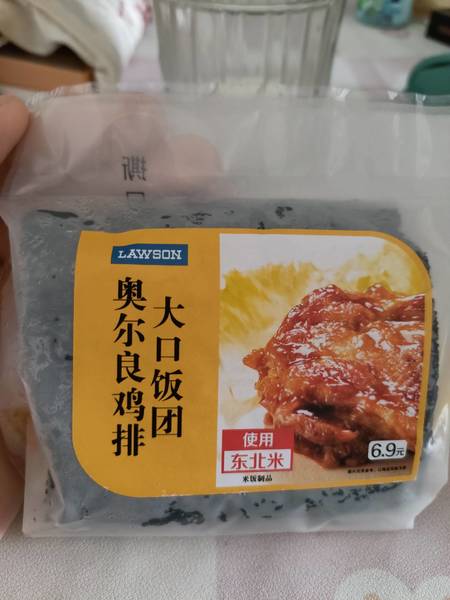 撕
LAWSON
大口饭团
奥尔良鸡排
使用
东北米
米饭制品
6.9元